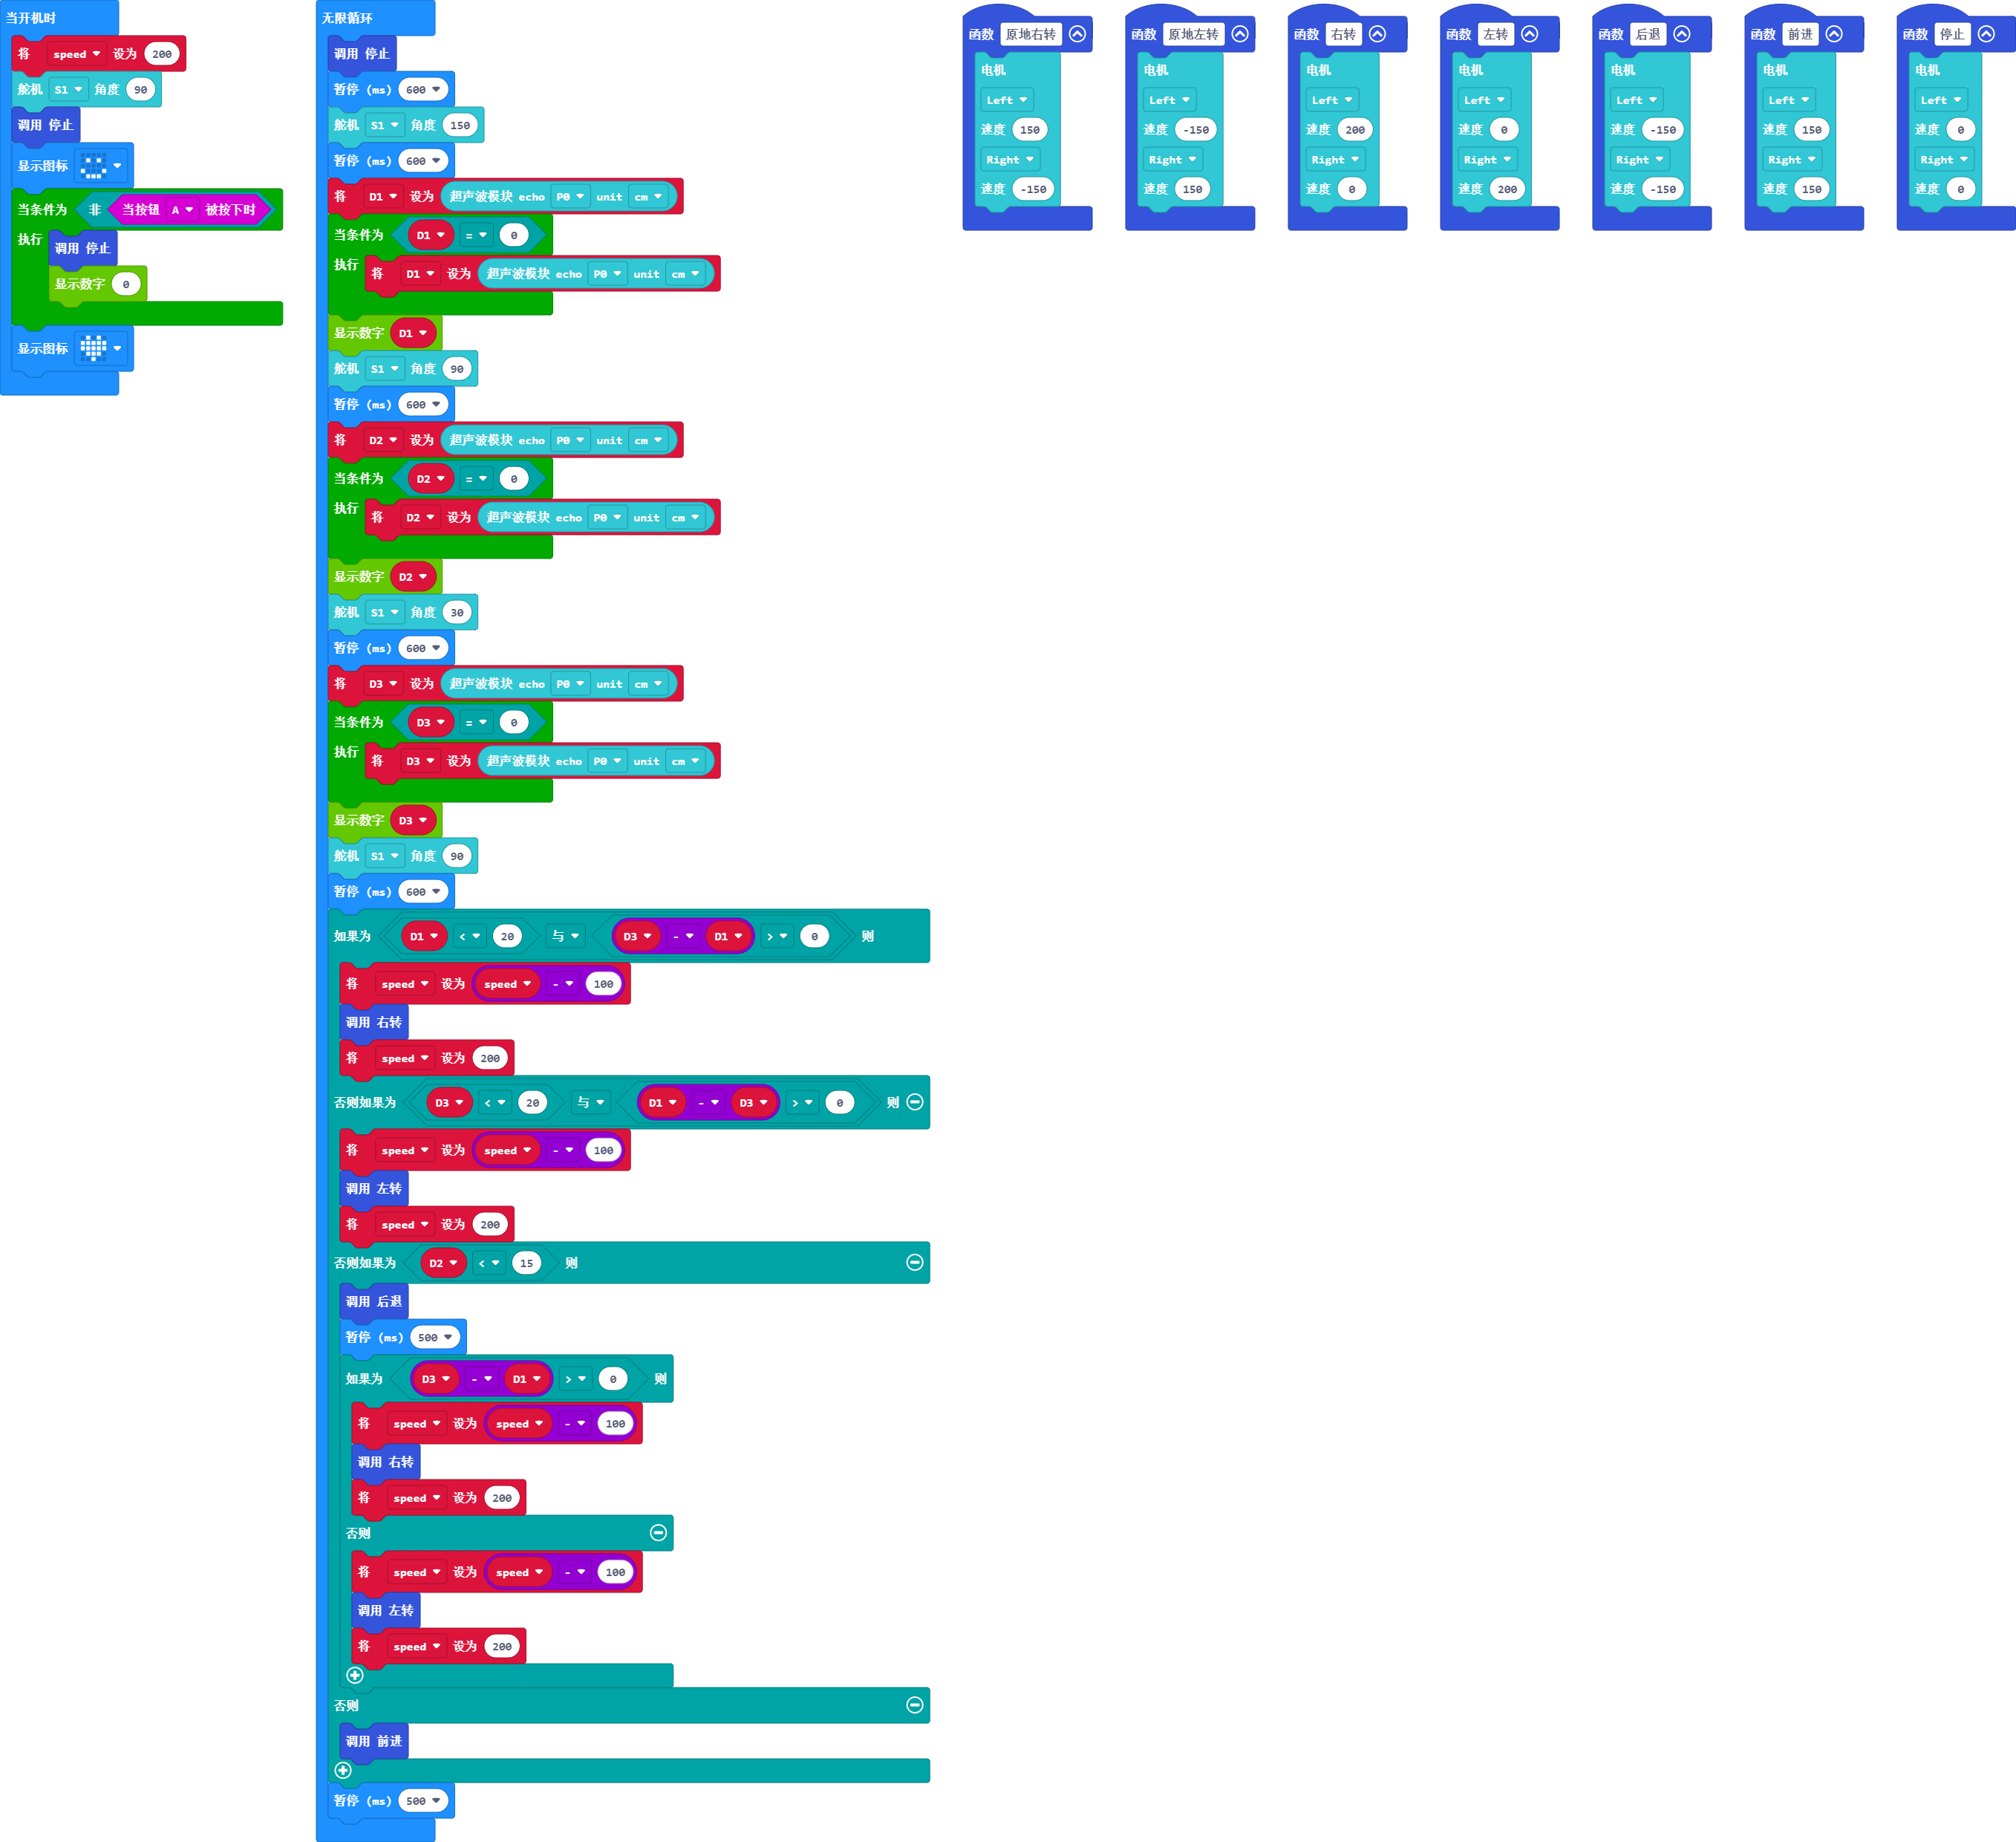 当开机时
将 speed 设为 200
舵机 S1 角度 90
调用 停止
显示图标
当条件为 非 当按钮 A 被按下时
执行
调用 停止
显示数字 0
显示图标
无限循环
调用 停止
暂停 (ms) 600
舵机 S1 角度 150
暂停 (ms) 600
将 D1 设为 超声波模块 echo P0 unit cm
当条件为 D1 = 0
执行 将 D1 设为 超声波模块 echo P0 unit cm
显示数字 D1
舵机 S1 角度 90
暂停 (ms) 600
将 D2 设为 超声波模块 echo P0 unit cm
当条件为 D2 = 0
执行 将 D2 设为 超声波模块 echo P0 unit cm
显示数字 D2
舵机 S1 角度 30
暂停 (ms) 600
将 D3 设为 超声波模块 echo P0 unit cm
当条件为 D3 = 0
执行 将 D3 设为 超声波模块 echo P0 unit cm
显示数字 D3
舵机 S1 角度 90
暂停 (ms) 600
如果为 D1 < 20 与 D3 - D1 > 0 则
将 speed 设为 speed - 100
调用 右转
将 speed 设为 200
否则如果为 D3 < 20 与 D1 - D3 > 0 则
将 speed 设为 speed - 100
调用 左转
将 speed 设为 200
否则如果为 D2 < 15 则
调用 后退
暂停 (ms) 500
如果为 D3 - D1 > 0 则
将 speed 设为 speed - 100
调用 右转
将 speed 设为 200
否则
将 speed 设为 speed - 100
调用 左转
将 speed 设为 200
否则
调用 前进
暂停 (ms) 500
函数 原地右转
电机
Left
速度 150
Right
速度 -150
函数 原地左转
电机
Left
速度 -150
Right
速度 150
函数 右转
电机
Left
速度 200
Right
速度 0
函数 左转
电机
Left
速度 0
Right
速度 200
函数 后退
电机
Left
速度 -150
Right
速度 -150
函数 前进
电机
Left
速度 150
Right
速度 150
函数 停止
电机
Left
速度 0
Right
速度 0